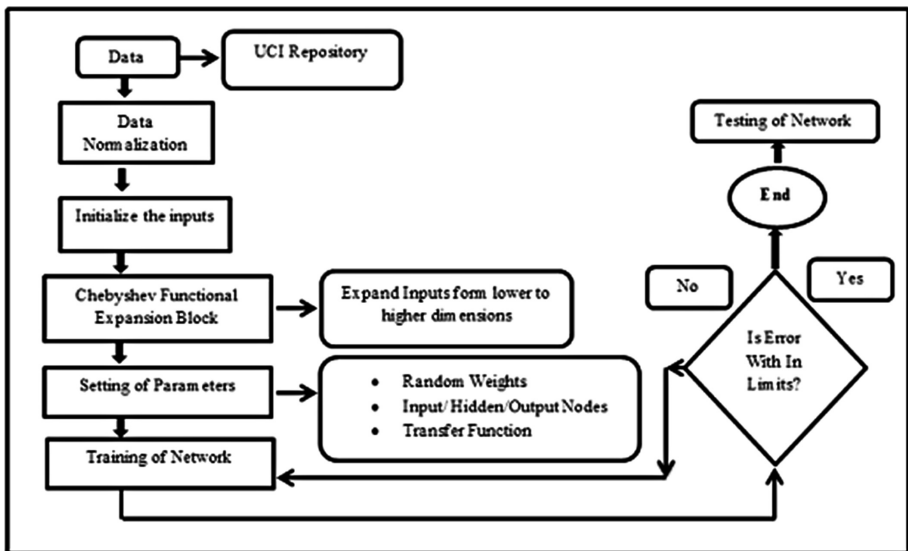 Data
UCI Repository
Data
Normalization
Initialize the inputs
Chebyshev Functional
Expansion Block
Expand Inputs form lower to
higher dimensions
Setting of Parameters
• Random Weights
• Input/Hidden/Output Nodes
• Transfer Function
Training of Network
Testing of Network
End
No
Yes
Is Error
With In
Limits?